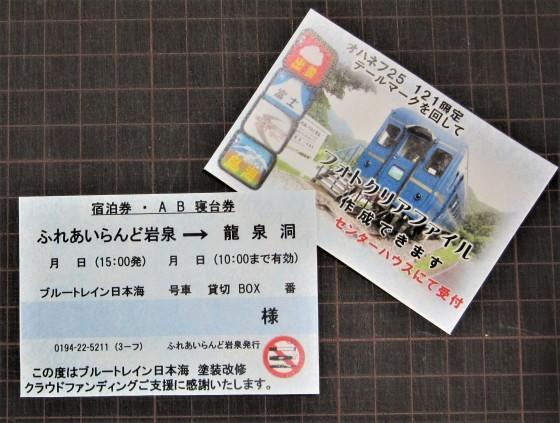 宿泊券 ・ A B 寝台券
ふれあいらんど岩泉 → 龍 泉 洞
月 日 (15:00発) 月 日 (10:00まで有効)
ブルートレイン日本海 号車 貸切 BOX 番
様
0194-22-5211 (3ーフ) ふれあいらんど岩泉発行
この度はブルートレイン日本海 塗装改修
クラウドファンディングご支援に感謝いたします。
オハネフ25 121限定
テールマークを回して
フォトクリアファイル
作成できます
センターハウスにて受付
出雲
富士